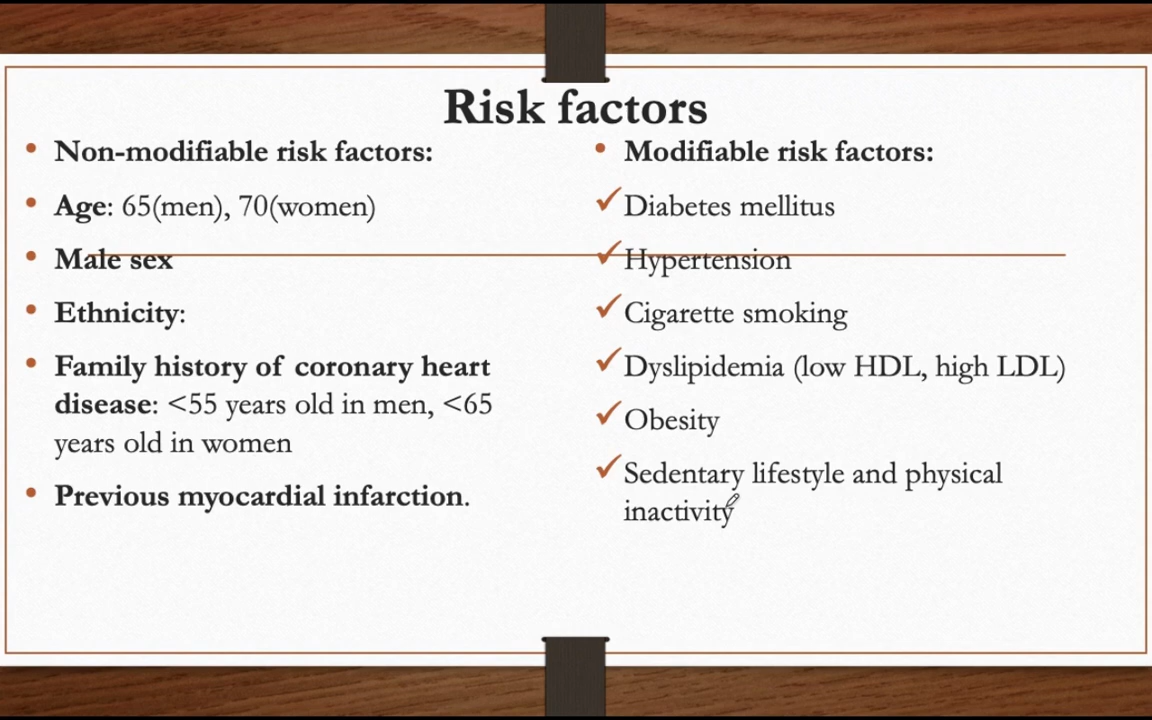 Risk factors
Non-modifiable risk factors:
Age: 65(men), 70(women)
Male sex
Ethnicity:
Family history of coronary heart
disease: <55 years old in men, <65
years old in women
Previous myocardial infarction.
Modifiable risk factors:
Diabetes mellitus
Hypertension
Cigarette smoking
Dyslipidemia (low HDL, high LDL)
Obesity
Sedentary lifestyle and physical
inactivity